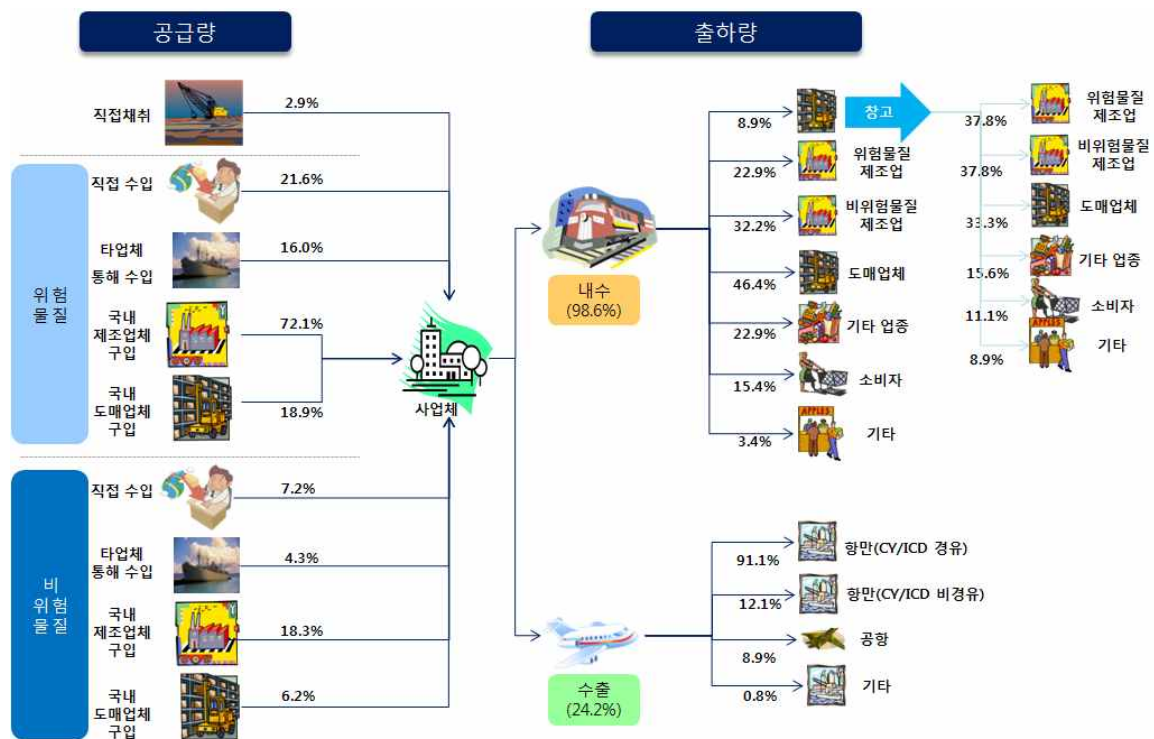 공급량
출하량
직접채취
2.9%
위험
물질
직접 수입
21.6%
타업체
통해 수입
16.0%
국내
제조업체
구입
72.1%
국내
도매업체
구입
18.9%
비
위험
물질
직접 수입
7.2%
타업체
통해 수입
4.3%
국내
제조업체
구입
18.3%
국내
도매업체
구입
6.2%
사업체
내수
(98.6%)
8.9%
창고
22.9%
위험물질
제조업
32.2%
비위험물질
제조업
46.4%
도매업체
22.9%
기타 업종
15.4%
소비자
3.4%
APPLES
기타
37.8%
위험물질
제조업
37.8%
비위험물질
제조업
33.3%
도매업체
15.6%
기타 업종
11.1%
소비자
8.9%
APPLES
기타
수출
(24.2%)
91.1%
항만(CY/ICD 경유)
12.1%
항만(CY/ICD 비경유)
8.9%
공항
0.8%
기타